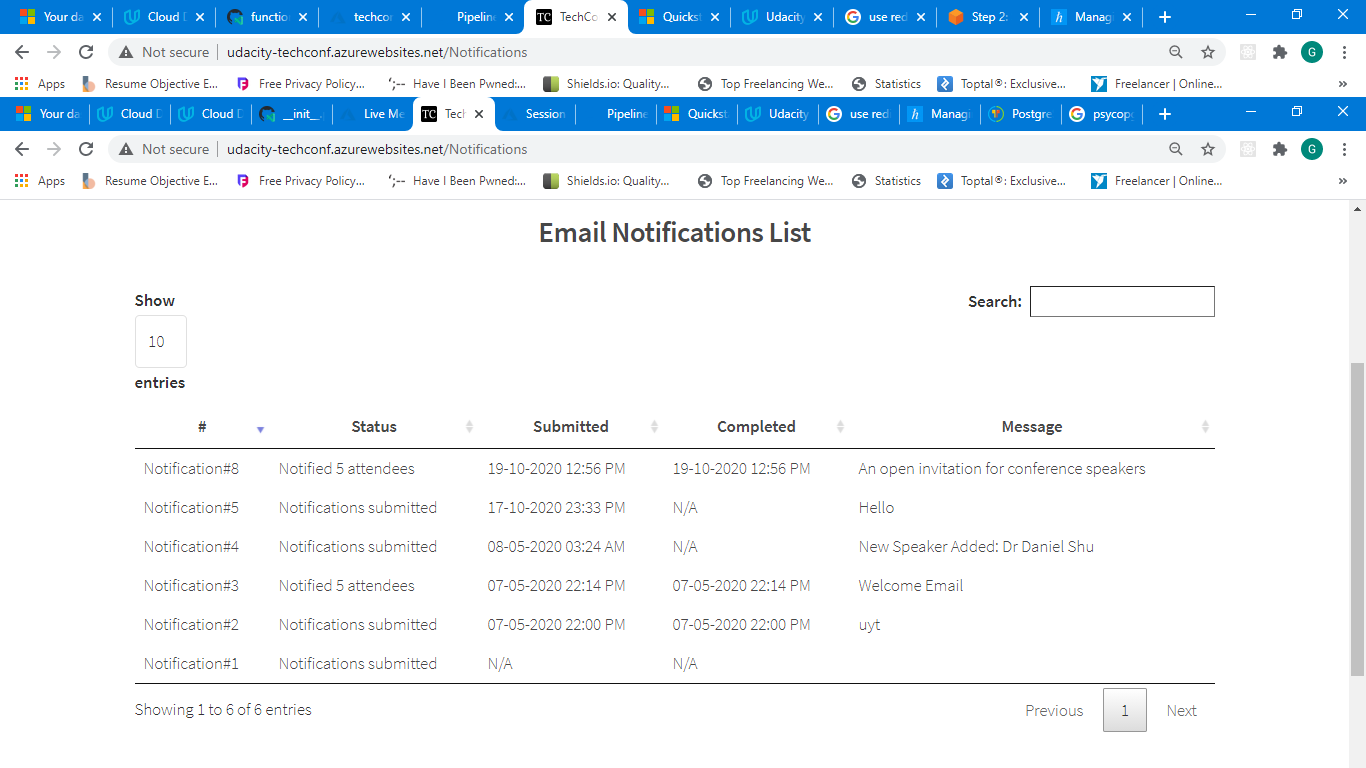 Your da Cloud D functio techcor Pipeline TC TechCo Quickst Udacity use red Step 2: Manag
Not secure udacity-techconf.azurewebsites.net/Notifications G
Apps Resume Objective E... Free Privacy Policy... Have I Been Pwned:... Shields.io: Quality... Top Freelancing We... Statistics Toptal®: Exclusive... Freelancer | Online... »
Your da Cloud D Cloud D __init__. Live Me TC Tech Session Pipeline Quickst Udacity use red Managi Postgre psycop
Not secure udacity-techconf.azurewebsites.net/Notifications G
Apps Resume Objective E... Free Privacy Policy... Have I Been Pwned:... Shields.io: Quality... Top Freelancing We... Statistics Toptal®: Exclusive... Freelancer | Online... »
Email Notifications List
Show
Search:
10
entries
# Status Submitted Completed Message
Notification#8 Notified 5 attendees 19-10-2020 12:56 PM 19-10-2020 12:56 PM An open invitation for conference speakers
Notification#5 Notifications submitted 17-10-2020 23:33 PM N/A Hello
Notification#4 Notifications submitted 08-05-2020 03:24 AM N/A New Speaker Added: Dr Daniel Shu
Notification#3 Notified 5 attendees 07-05-2020 22:14 PM 07-05-2020 22:14 PM Welcome Email
Notification#2 Notifications submitted 07-05-2020 22:00 PM 07-05-2020 22:00 PM uyt
Notification#1 Notifications submitted N/A N/A
Showing 1 to 6 of 6 entries Previous 1 Next